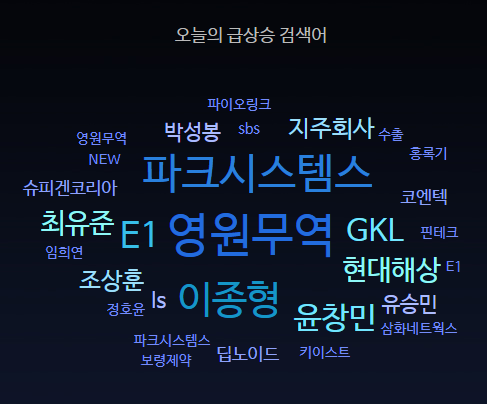 오늘의 급상승 검색어
파이오링크
박성봉
sbs
지주회사
수출
영원무역
NEW
홍록기
파크시스템스
슈피겐코리아
코엔텍
최유준
E1
영원무역
GKL
핀테크
임희연
현대해상
E1
조상훈
정호윤
ls
이종형
윤창민
유승민
삼화네트웍스
파크시스템스
보령제약
딥노이드
키이스트